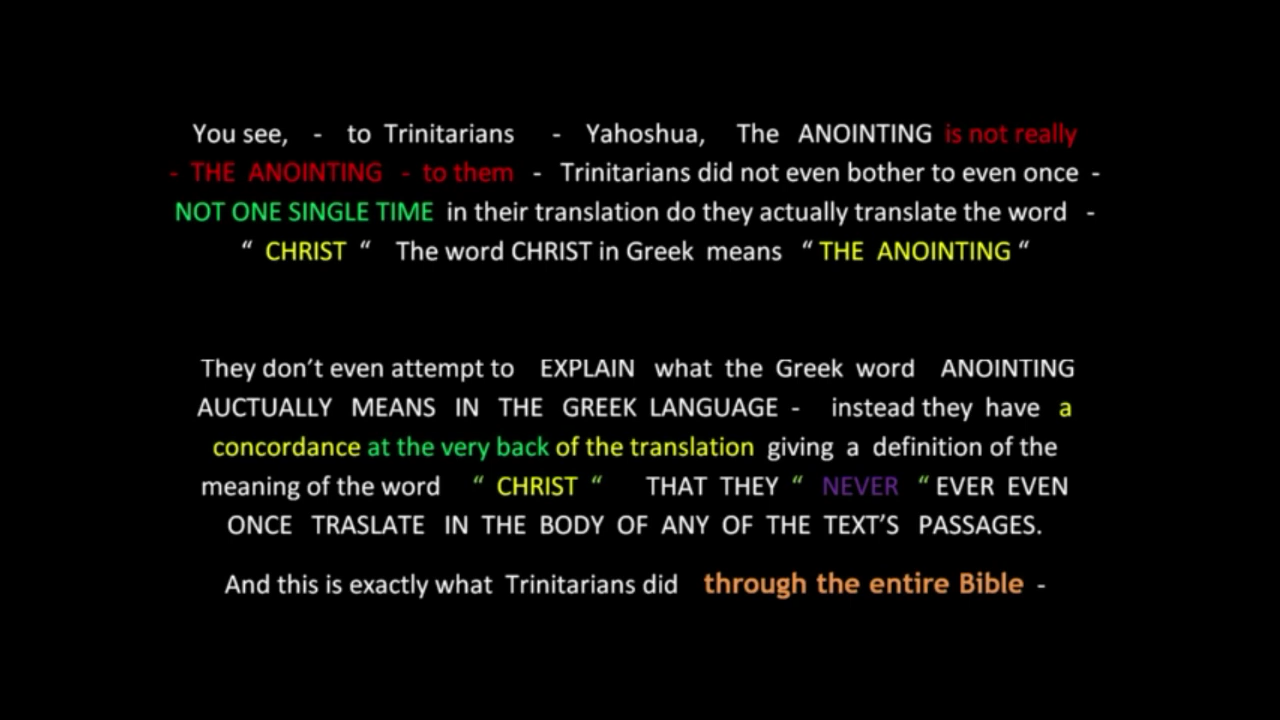 You see, - to Trinitarians - Yahoshua, The ANOINTING is not really
- THE ANOINTING - to them - Trinitarians did not even bother to even once -
NOT ONE SINGLE TIME in their translation do they actually translate the word -
“ CHRIST “ The word CHRIST in Greek means “ THE ANOINTING “
They don’t even attempt to EXPLAIN what the Greek word ANOINTING
AUCTUALLY MEANS IN THE GREEK LANGUAGE - instead they have a
concordance at the very back of the translation giving a definition of the
meaning of the word “ CHRIST “ THAT THEY “ NEVER “ EVER EVEN
ONCE TRASLATE IN THE BODY OF ANY OF THE TEXT’S PASSAGES.
And this is exactly what Trinitarians did through the entire Bible -